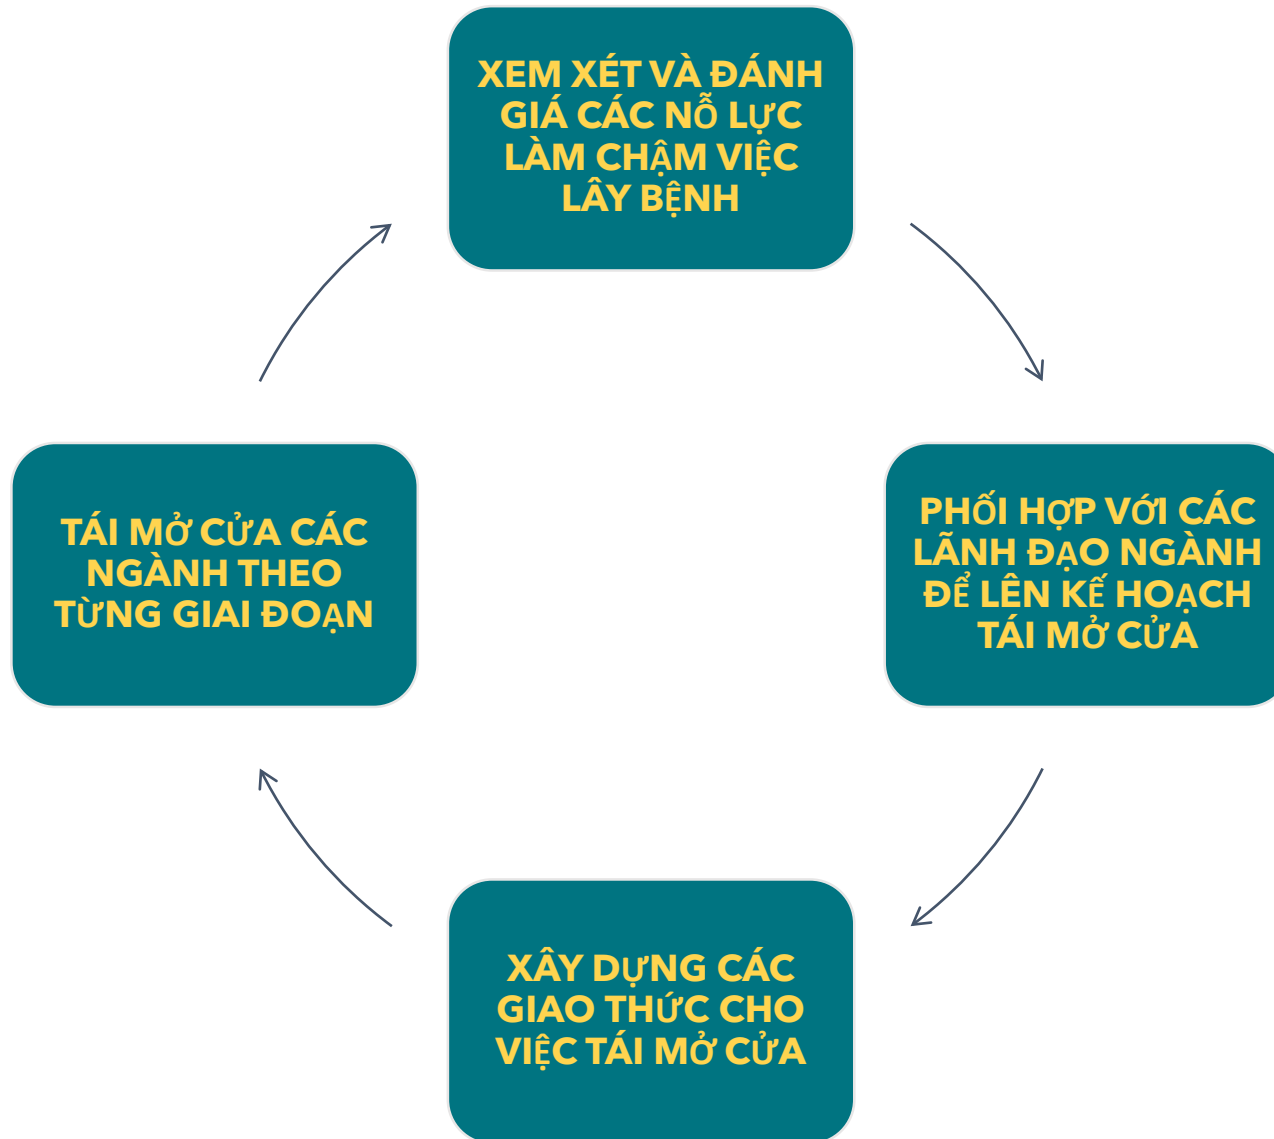 XEM XÉT VÀ ĐÁNH
GIÁ CÁC NỖ LỰC
LÀM CHẬM VIỆC
LÂY BỆNH
PHỐI HỢP VỚI CÁC
LÃNH ĐẠO NGÀNH
ĐỂ LÊN KẾ HOẠCH
TÁI MỞ CỬA
XÂY DỰNG CÁC
GIAO THỨC CHO
VIỆC TÁI MỞ CỬA
TÁI MỞ CỬA CÁC
NGÀNH THEO
TỪNG GIAI ĐOẠN